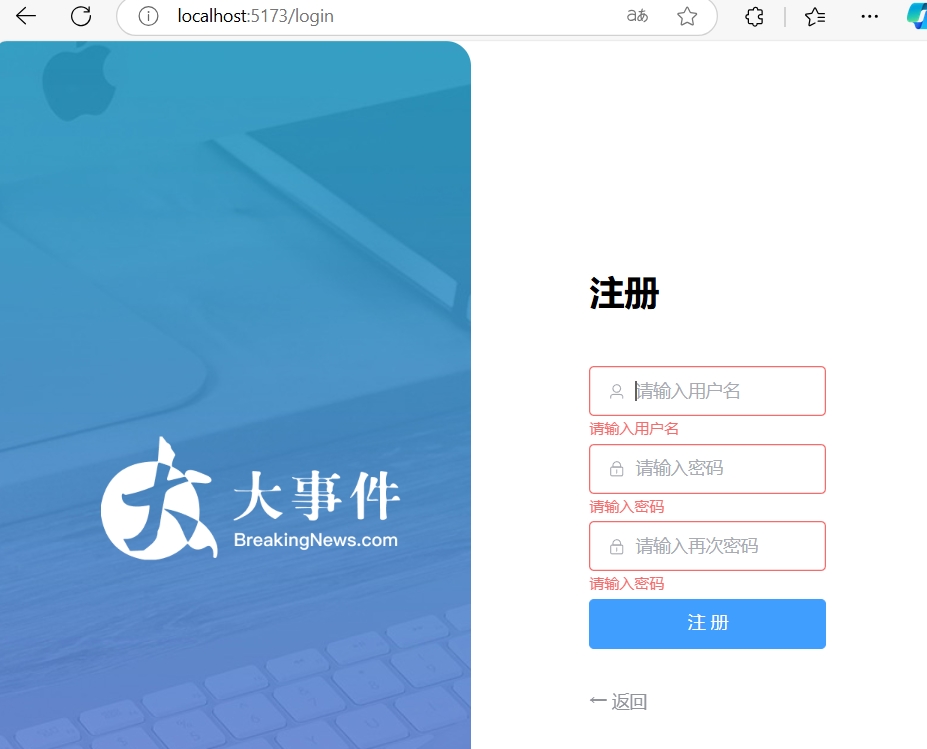 localhost:5173/login
aあ
大事件
BreakingNews.com
注册
请输入用户名
请输入用户名
请输入密码
请输入密码
请输入再次密码
请输入密码
注册
← 返回